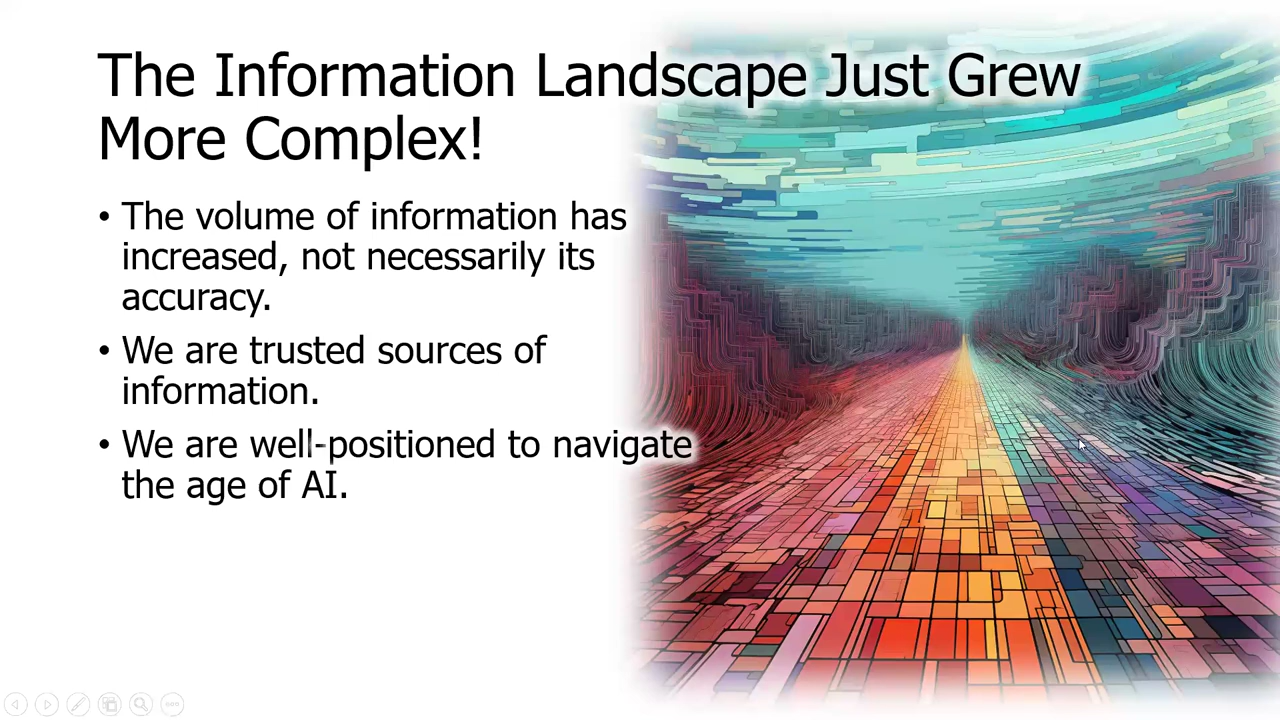 The Information Landscape Just Grew
More Complex!
• The volume of information has
increased, not necessarily its
accuracy.
• We are trusted sources of
information.
• We are well-positioned to navigate
the age of AI.